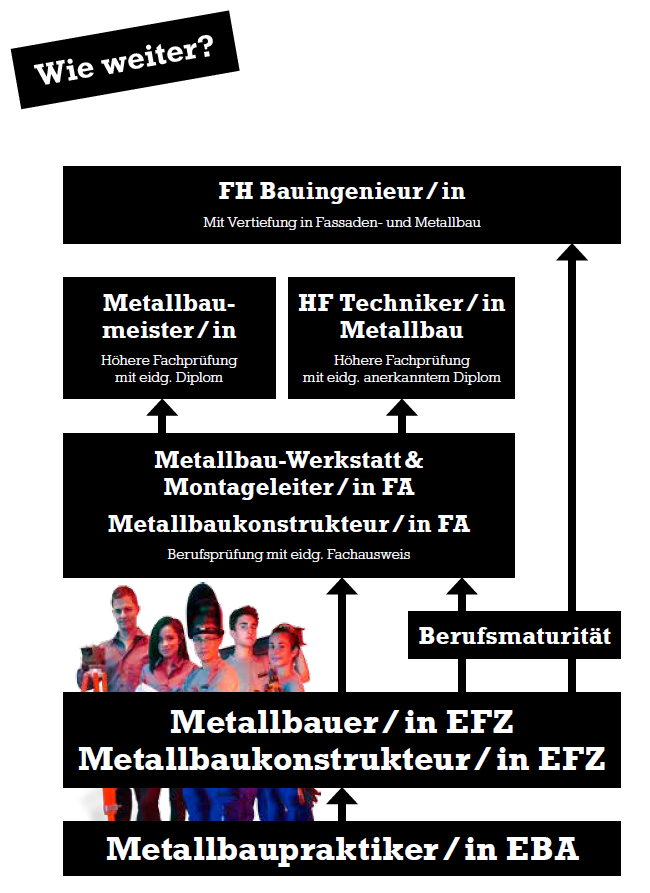 Wie weiter?
FH Bauingenieur/in
Mit Vertiefung in Fassaden- und Metallbau
Metallbau-
meister/in
Höhere Fachprüfung
mit eidg. Diplom
HF Techniker/in
Metallbau
Höhere Fachprüfung
mit eidg. anerkanntem Diplom
Metallbau-Werkstatt &
Montageleiter/in FA
Metallbaukonstrukteur/in FA
Berufsprüfung mit eidg. Fachausweis
Berufsmaturität
Metallbauer/in EFZ
Metallbaukonstrukteur/in EFZ
Metallbaupraktiker/in EBA